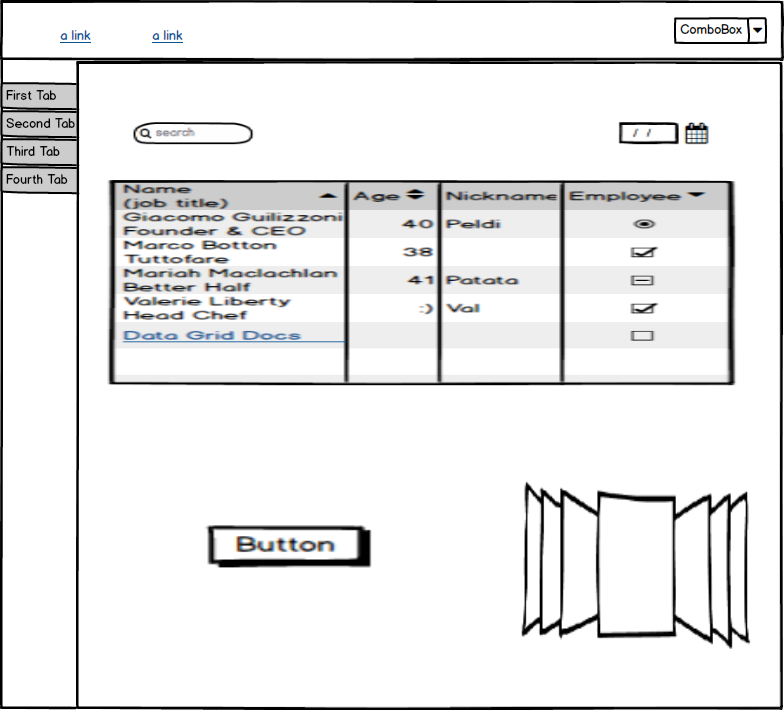 a link
a link
ComboBox
First Tab
Second Tab
Third Tab
Fourth Tab
search
/ /
Name
(job title)
Age
Nickname
Employee
Giacomo Guilizzoni
Founder & CEO
40
Peldi
Marco Botton
Tuttofare
38
Mariah Maclachlan
Better Half
41
Patata
Valerie Liberty
Head Chef
:)
Val
Data Grid Docs
Button